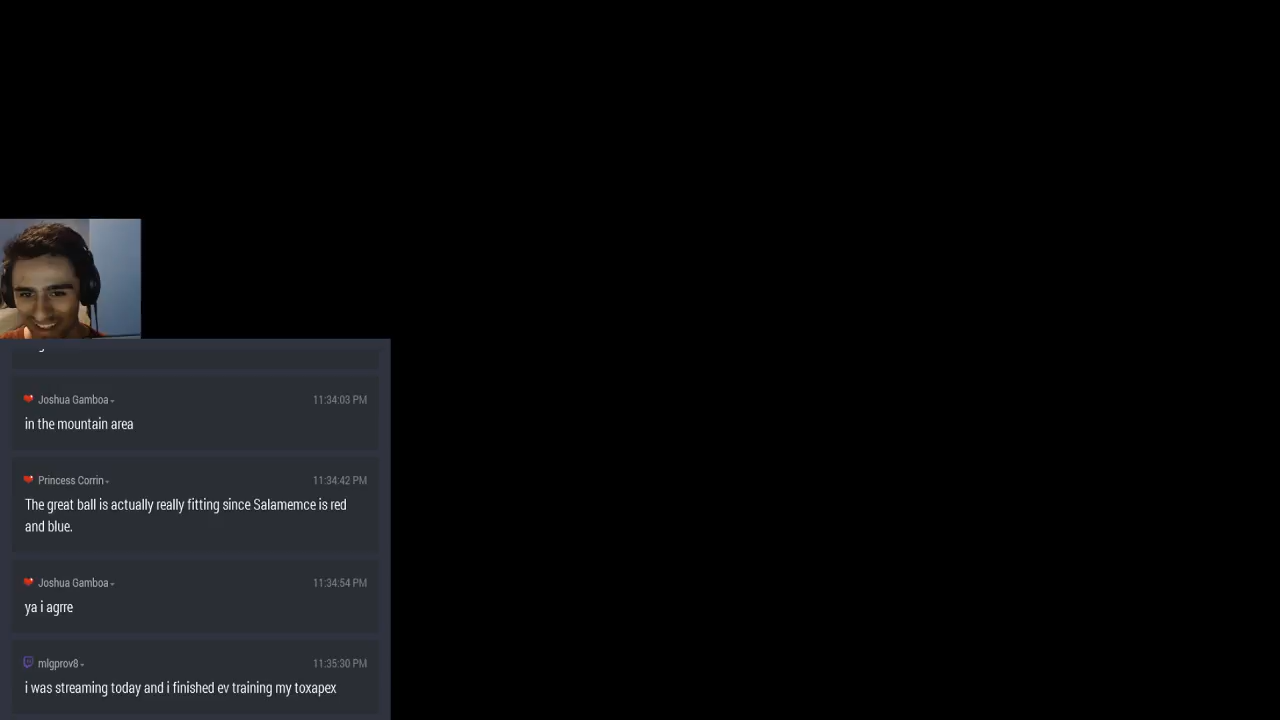 Joshua Gamboa 11:34:03 PM
in the mountain area
Princess Corrin 11:34:42 PM
The great ball is actually really fitting since Salamemce is red
and blue.
Joshua Gamboa 11:34:54 PM
ya i agrre
mlgprov8 11:35:30 PM
i was streaming today and i finished ev training my toxapex